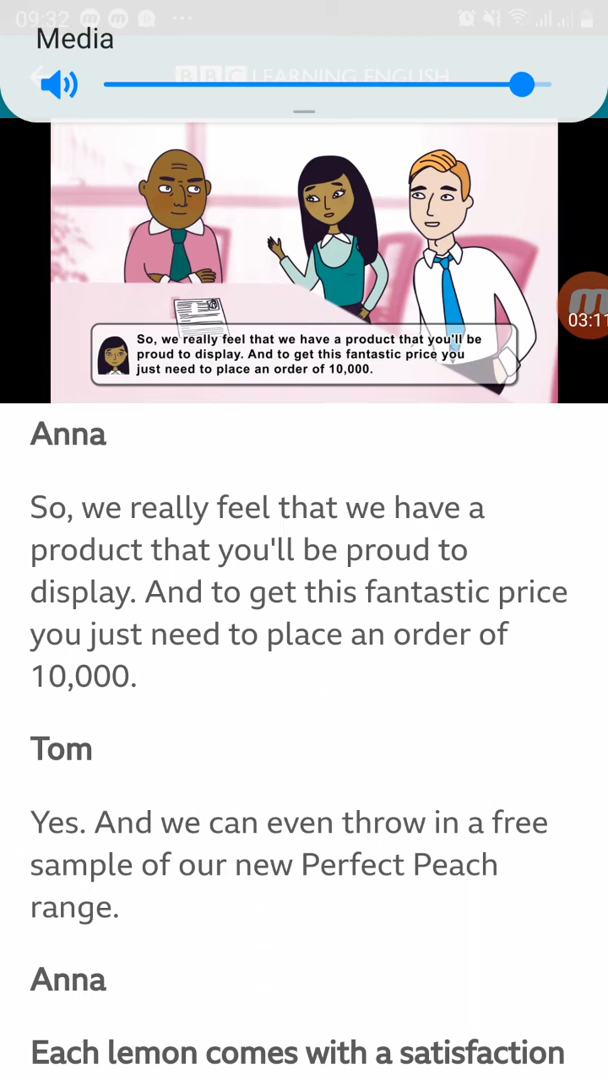 09:32
Media
BBC LEARNING ENGLISH
03:11
So, we really feel that we have a product that you'll be
proud to display. And to get this fantastic price you
just need to place an order of 10,000.
Anna
So, we really feel that we have a
product that you'll be proud to
display. And to get this fantastic price
you just need to place an order of
10,000.
Tom
Yes. And we can even throw in a free
sample of our new Perfect Peach
range.
Anna
Each lemon comes with a satisfaction